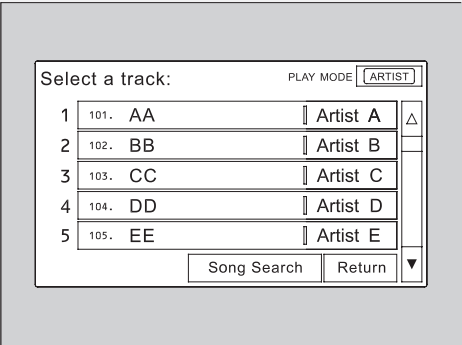 Select a track: PLAY MODE ARTIST
1 101. AA Artist A
2 102. BB Artist B
3 103. CC Artist C
4 104. DD Artist D
5 105. EE Artist E
Song Search Return